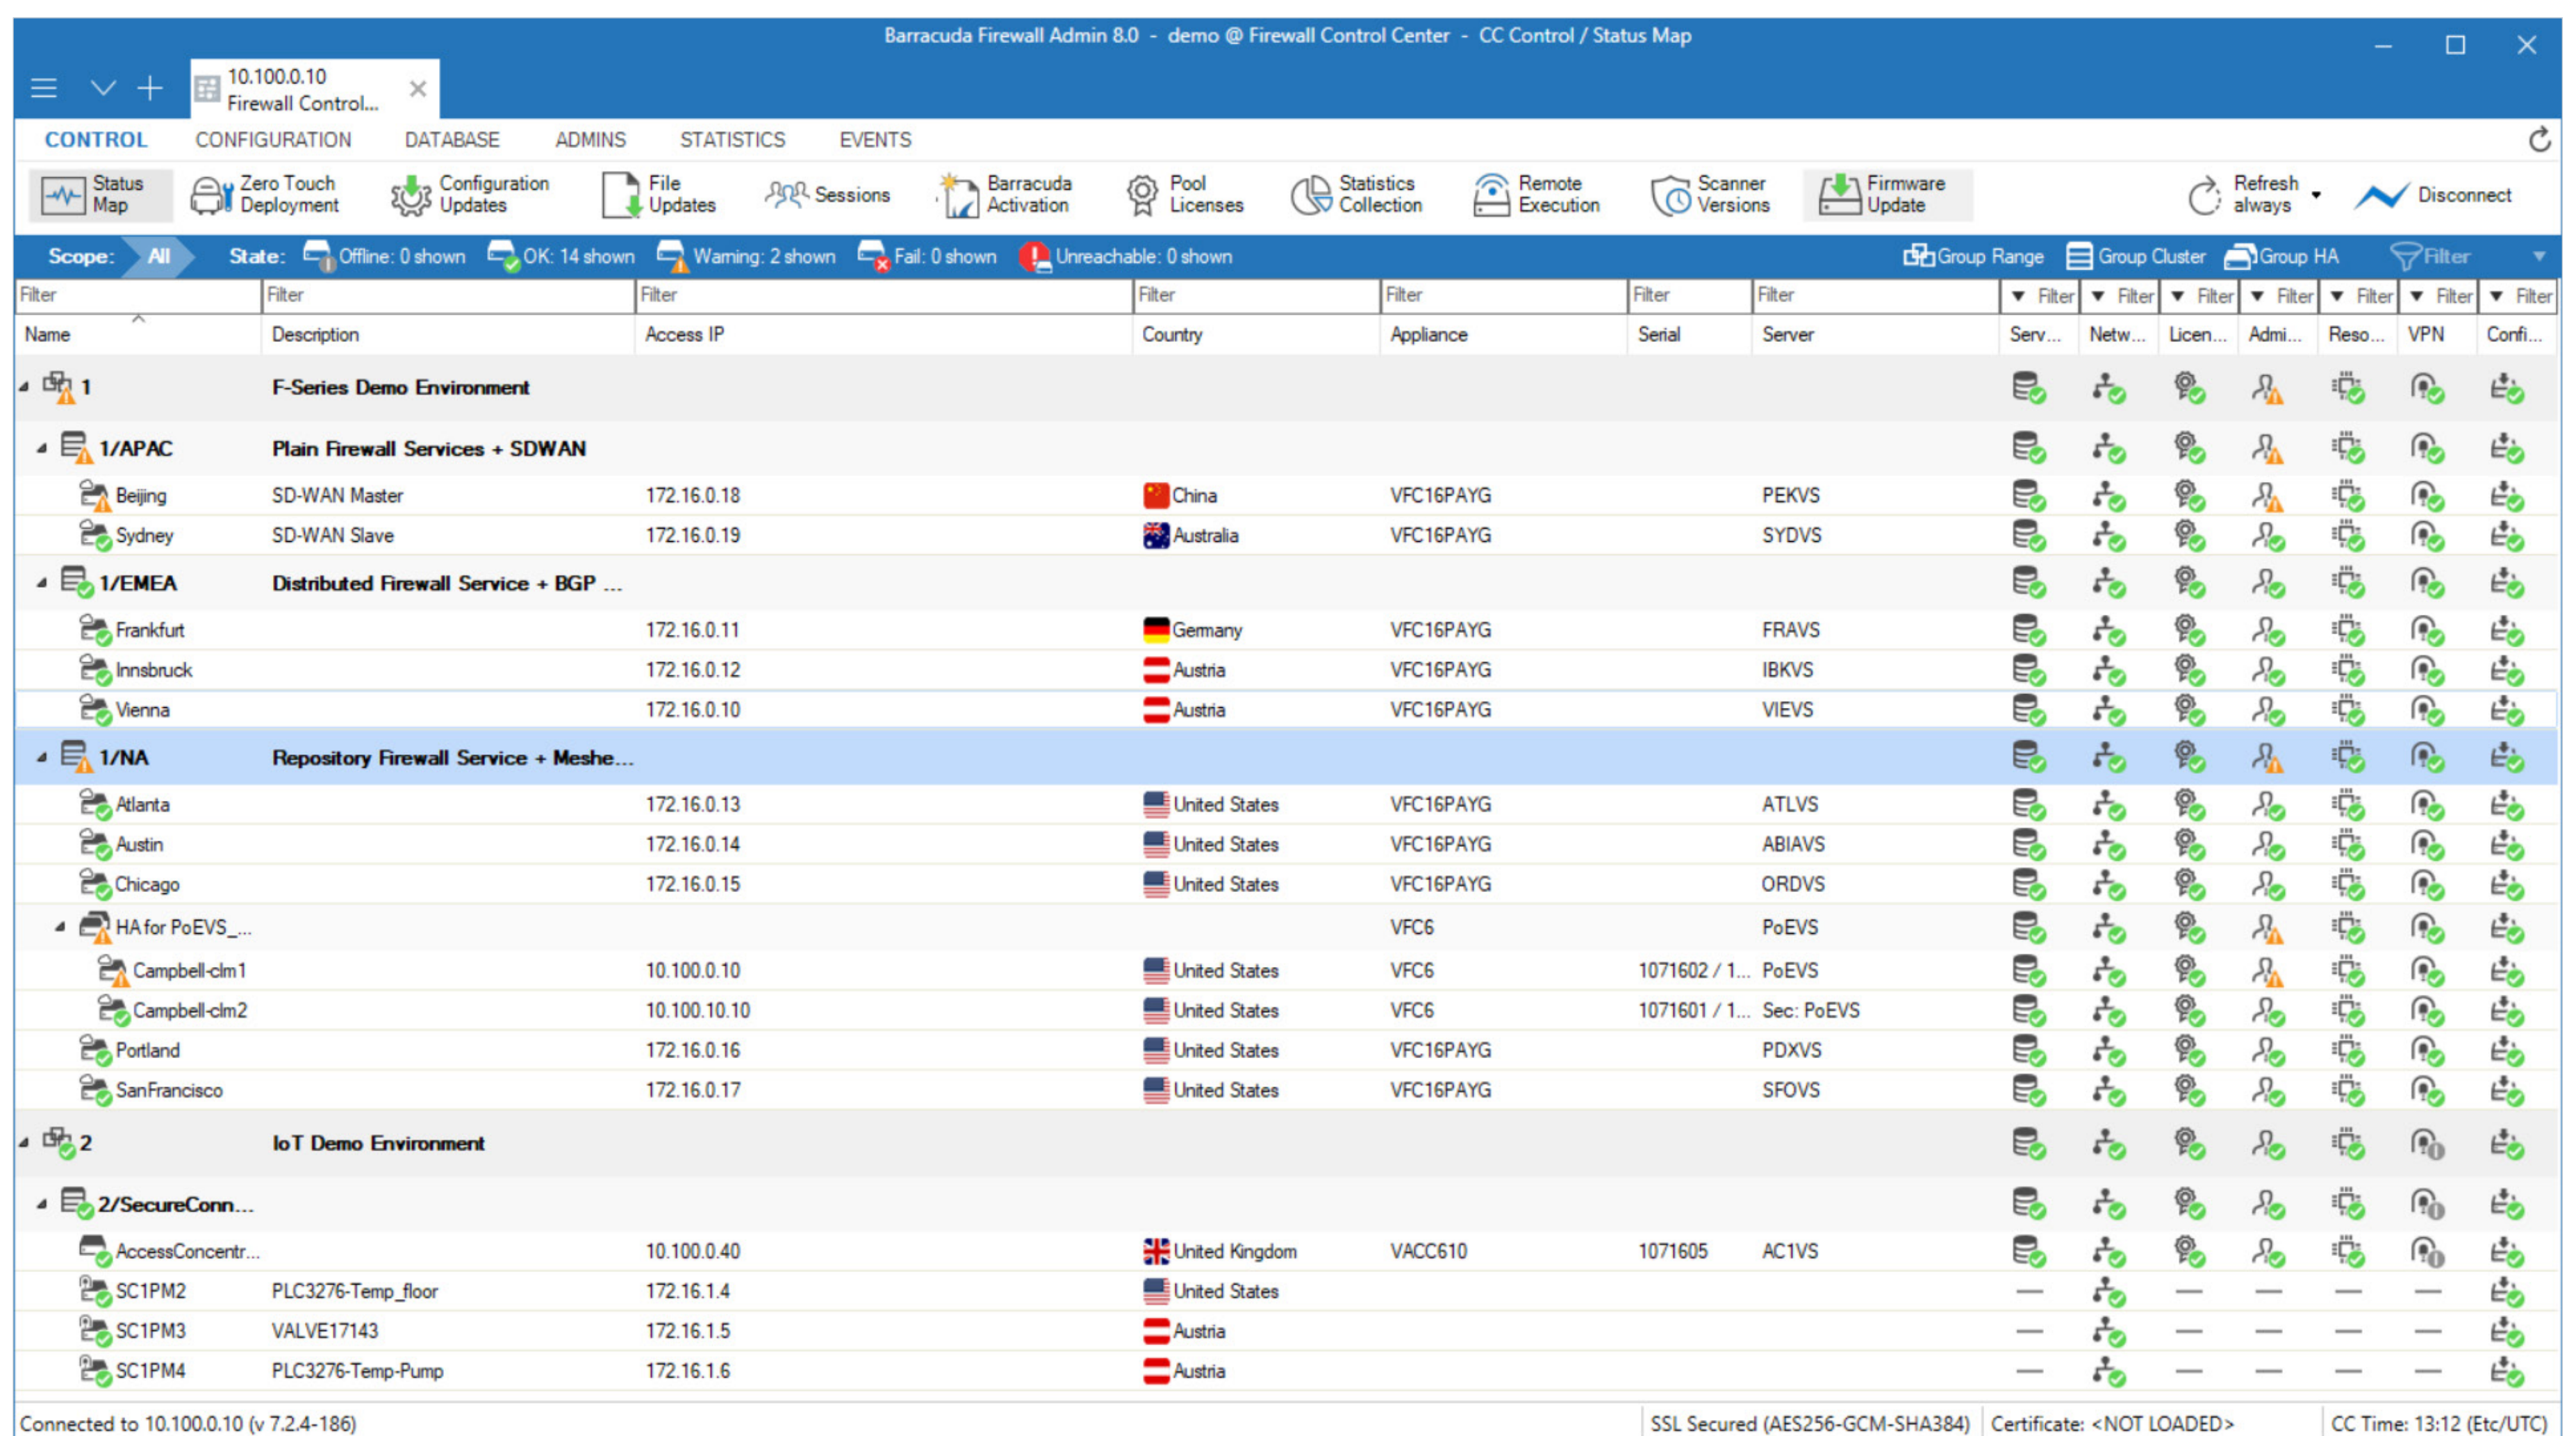 Barracuda Firewall Admin 8.0 - demo @ Firewall Control Center - CC Control / Status Map
10.100.0.10
Firewall Control...
CONTROL CONFIGURATION DATABASE ADMINS STATISTICS EVENTS
Status Map Zero Touch Deployment Configuration Updates File Updates Sessions Barracuda Activation Pool Licenses Statistics Collection Remote Execution Scanner Versions Firmware Update Refresh always Disconnect
Scope: All State: Offline: 0 shown OK: 14 shown Warning: 2 shown Fail: 0 shown Unreachable: 0 shown Group Range Group Cluster Group HA Filter
Filter Filter Filter Filter Filter Filter Filter Filter Filter Filter Filter Filter Filter Filter
Name Description Access IP Country Appliance Serial Server Serv... Netw... Licen... Admi... Reso... VPN Confi...
1 F-Series Demo Environment
1/APAC Plain Firewall Services + SDWAN
Beijing SD-WAN Master 172.16.0.18 China VFC16PAYG PEKVS
Sydney SD-WAN Slave 172.16.0.19 Australia VFC16PAYG SYDVS
1/EMEA Distributed Firewall Service + BGP ...
Frankfurt 172.16.0.11 Germany VFC16PAYG FRAVS
Innsbruck 172.16.0.12 Austria VFC16PAYG IBKVS
Vienna 172.16.0.10 Austria VFC16PAYG VIEVS
1/NA Repository Firewall Service + Meshe...
Atlanta 172.16.0.13 United States VFC16PAYG ATLVS
Austin 172.16.0.14 United States VFC16PAYG ABIAVS
Chicago 172.16.0.15 United States VFC16PAYG ORDVS
HA for PoEVS_... VFC6 PoEVS
Campbell-clm1 10.100.0.10 United States VFC6 1071602 / 1... PoEVS
Campbell-clm2 10.100.10.10 United States VFC6 1071601 / 1... Sec: PoEVS
Portland 172.16.0.16 United States VFC16PAYG PDXVS
SanFrancisco 172.16.0.17 United States VFC16PAYG SFOVS
2 IoT Demo Environment
2/SecureConn...
AccessConcentr... 10.100.0.40 United Kingdom VACC610 1071605 AC1VS
SC1PM2 PLC3276-Temp_floor 172.16.1.4 United States — — — — —
SC1PM3 VALVE17143 172.16.1.5 Austria — — — — —
SC1PM4 PLC3276-Temp-Pump 172.16.1.6 Austria — — — — —
Connected to 10.100.0.10 (v 7.2.4-186) SSL Secured (AES256-GCM-SHA384) Certificate: <NOT LOADED> CC Time: 13:12 (Etc/UTC)